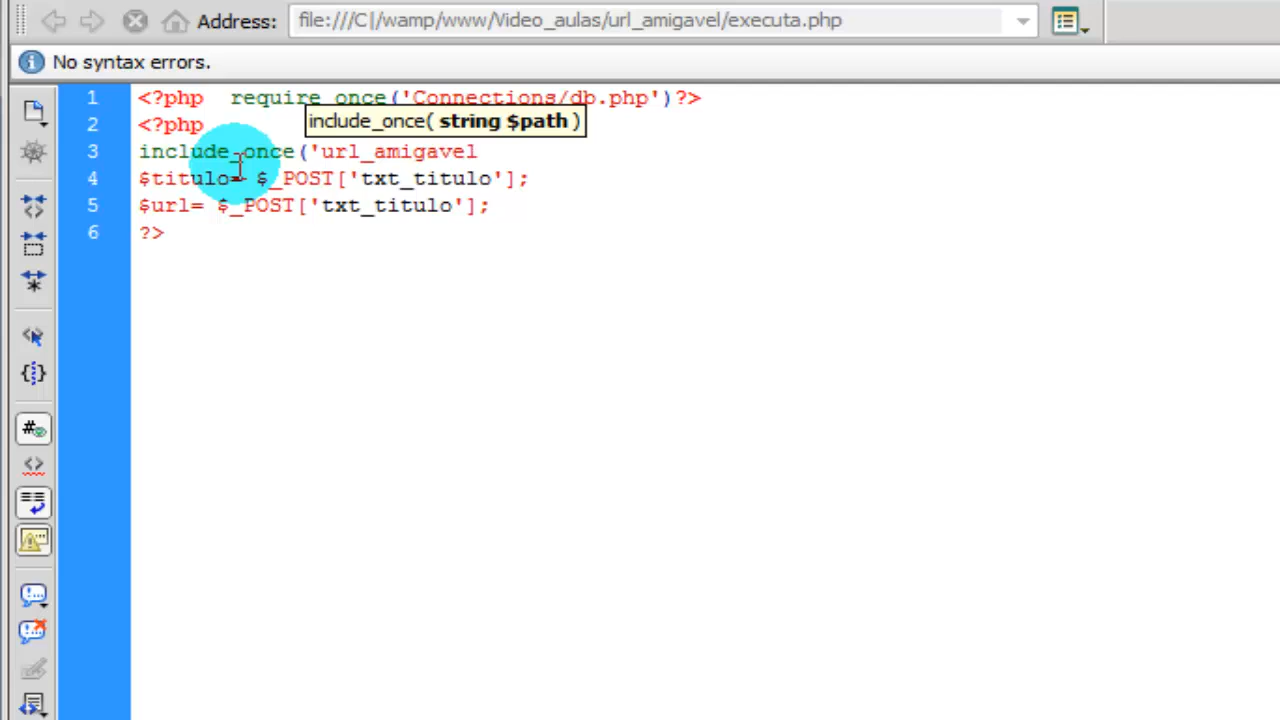 Address: file:///C|/wamp/www/Video_aulas/url_amigavel/executa.php
No syntax errors.
1 <?php require_once('Connections/db.php')?>
2 <?php
include_once( string $path )
3 include_once('url_amigavel
4 $titulo= $_POST['txt_titulo'];
5 $url= $_POST['txt_titulo'];
6 ?>